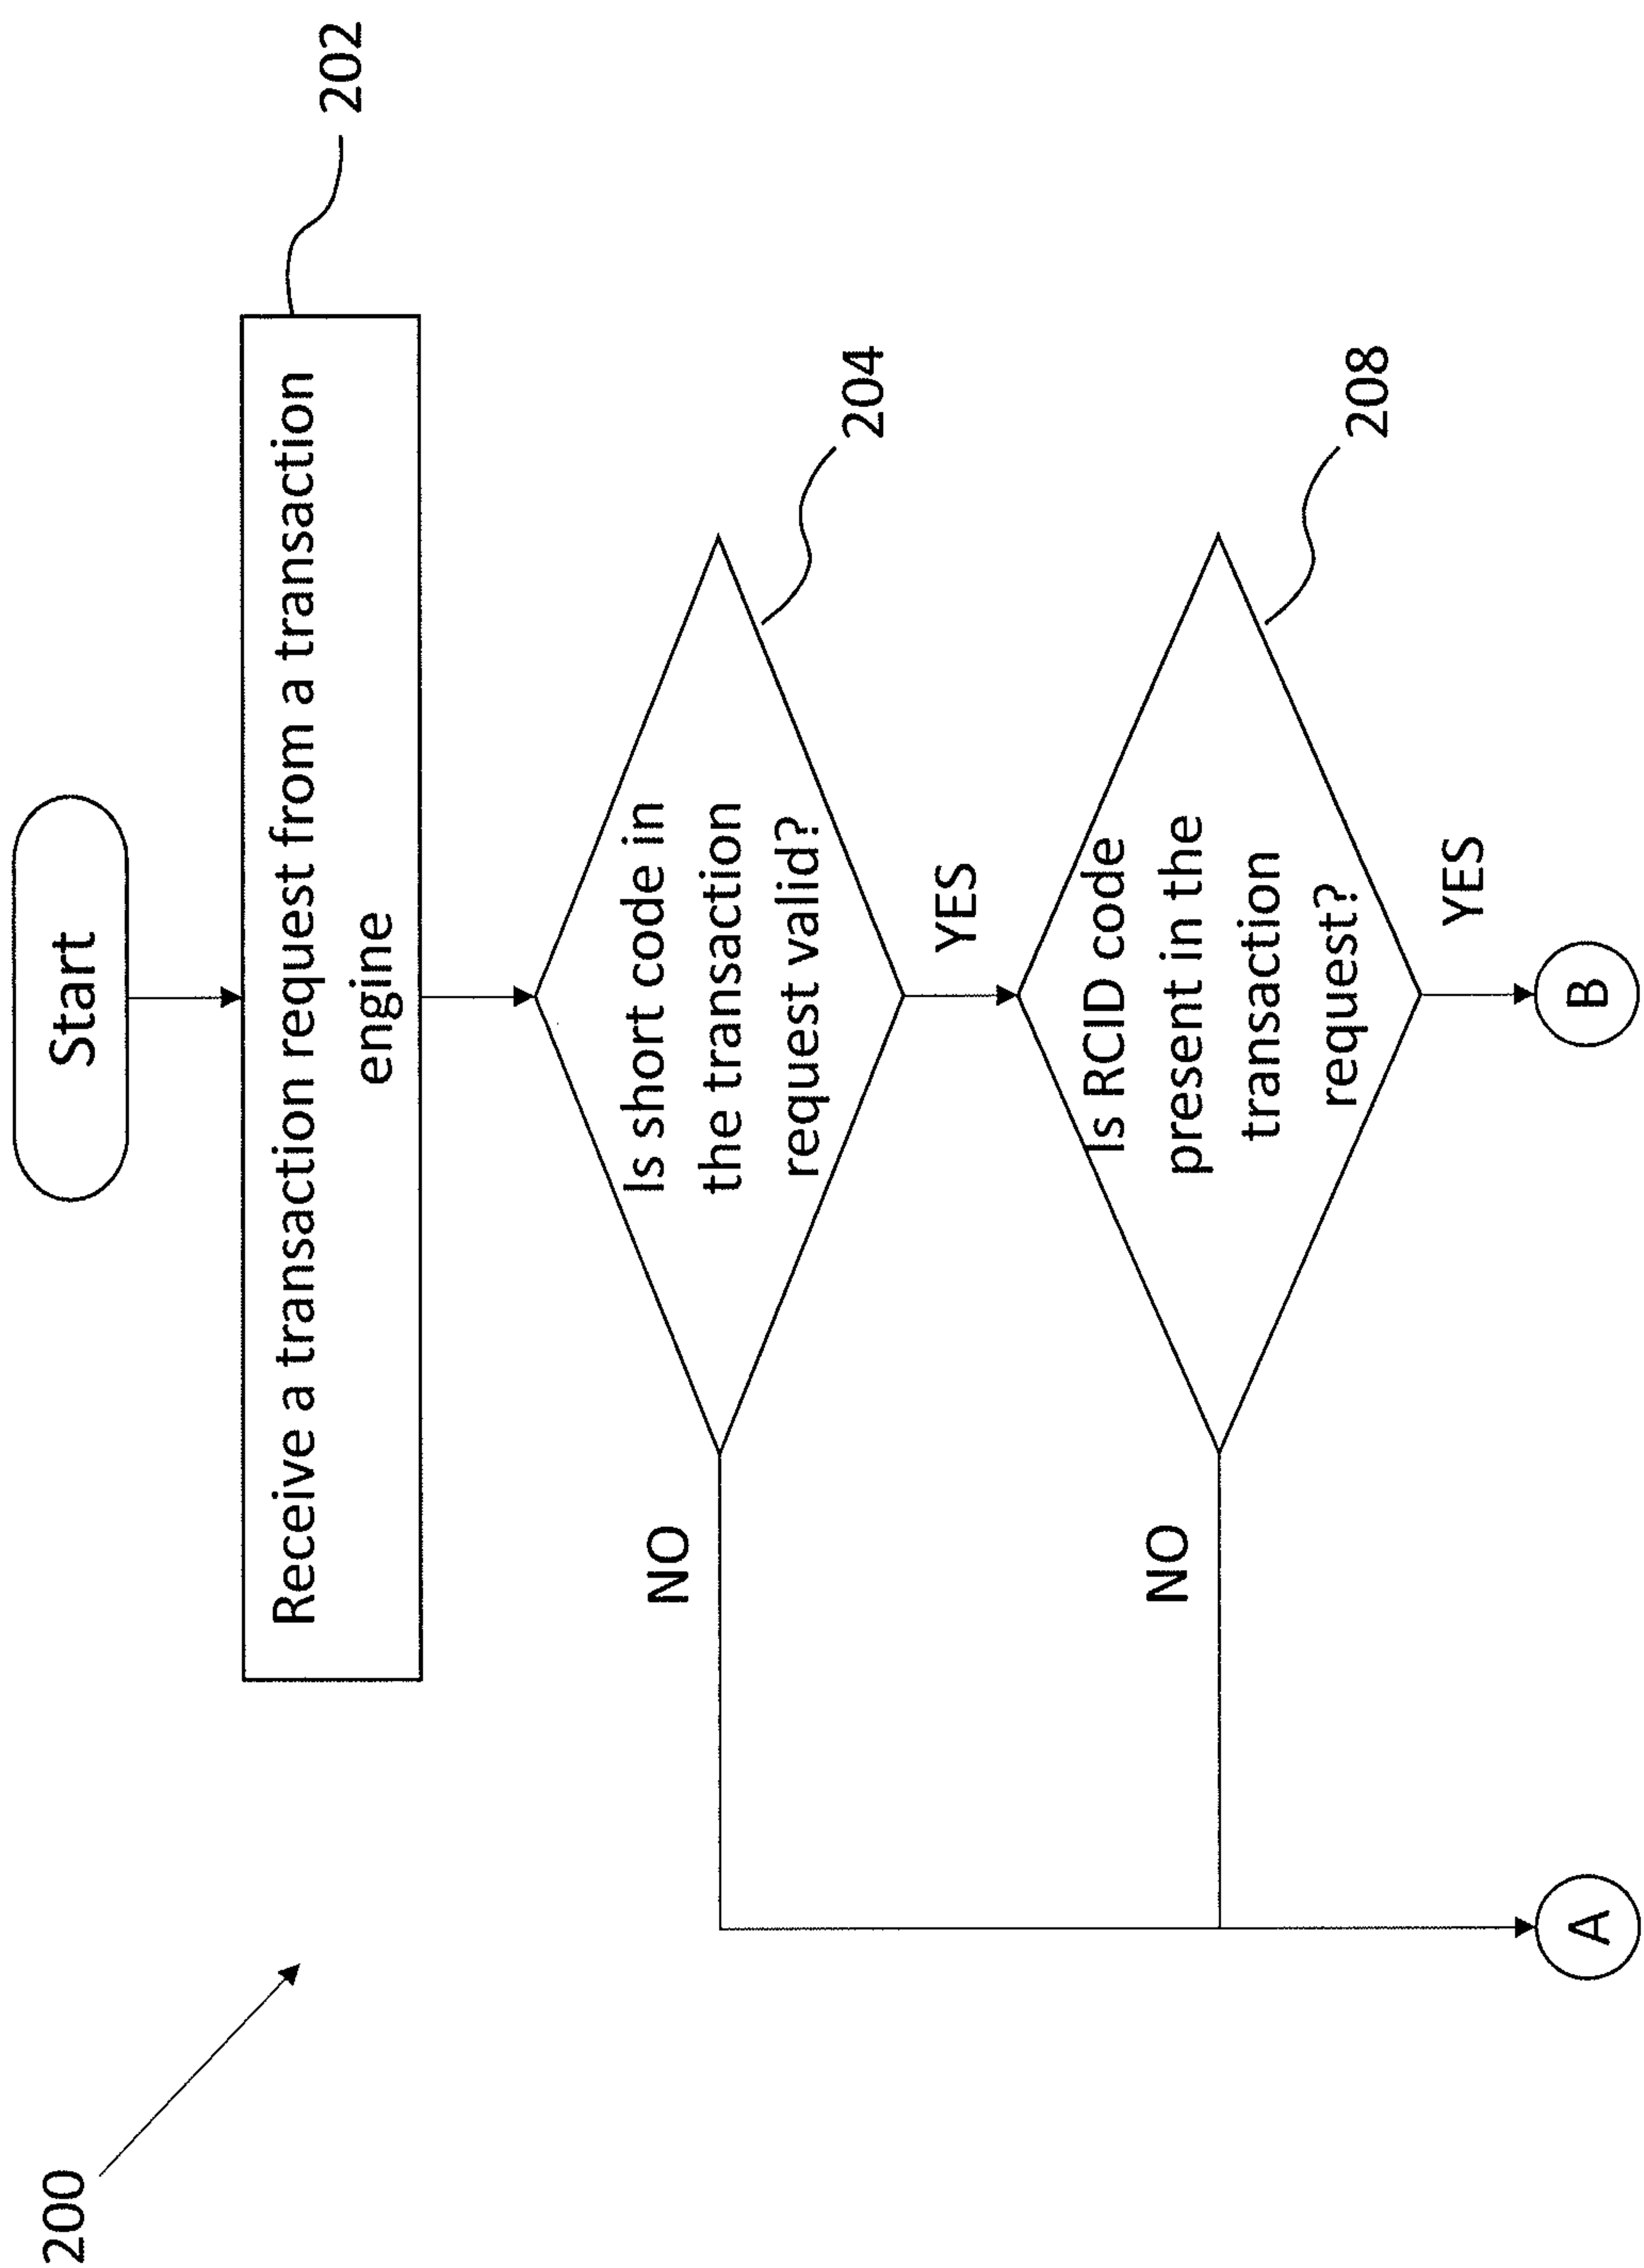 200
Start
Receive a transaction request from a transaction
engine
202
Is short code in
the transaction
request valid?
204
NO
YES
Is RCID code
present in the
transaction
request?
208
NO
YES
A
B